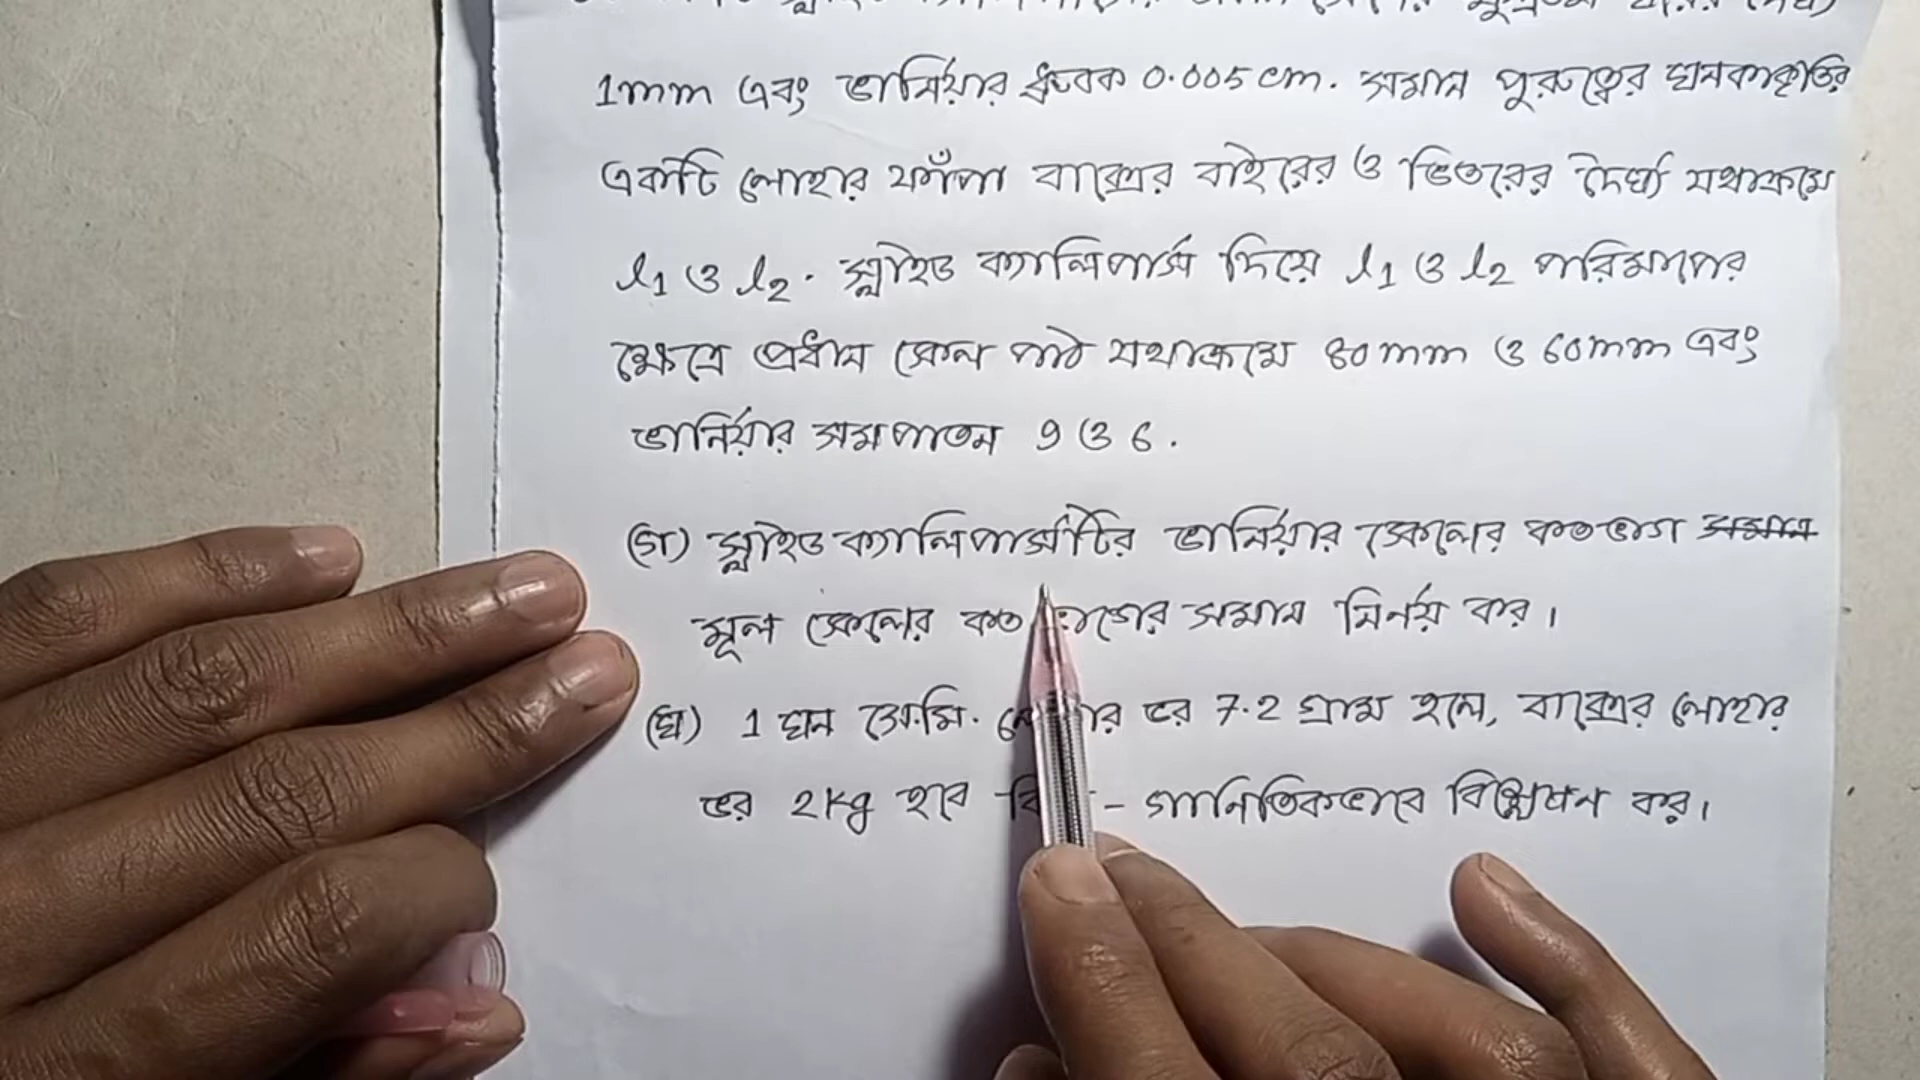 1mm এবং ভার্নিয়ার ধ্রুবক 0.005 cm. সমান পুরুত্বের ঘনকাকৃতির
একটি লোহার ফাঁপা বাক্সের বাইরের ও ভিতরের দৈর্ঘ্য যথাক্রমে
l1 ও l2. স্লাইড ক্যালিপার্স দিয়ে l1 ও l2 পরিমাপের
ক্ষেত্রে প্রধান স্কেল পাঠ যথাক্রমে 80 mm ও 60mm এবং
ভার্নিয়ার সমপাতন 9 ও 6.
(গ) স্লাইড ক্যালিপার্সটির ভার্নিয়ার স্কেলের কতভাগ
মূল স্কেলের কত সমান নির্ণয় কর।
(ঘ) 1 ঘন সে.মি. ভর 7.2 গ্রাম হলে, বাক্সের লোহার
ভর 2kg হবে - গানিতিকভাবে বিশ্লেষন কর।